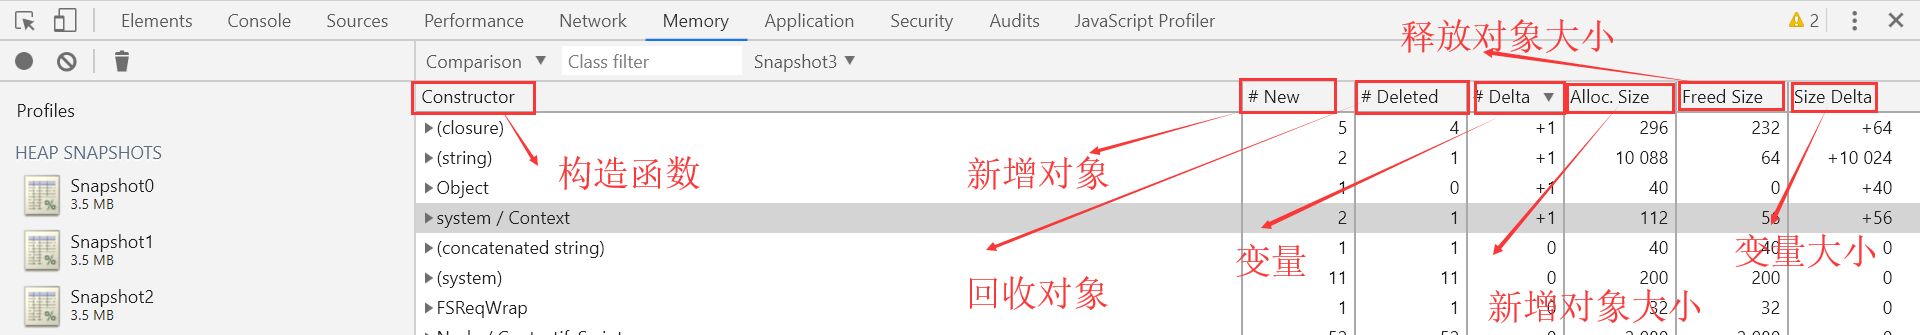 Elements Console Sources Performance Network Memory Application Security Audits JavaScript Profiler 2
Comparison Class filter Snapshot3
释放对象大小
Constructor # New # Deleted # Delta Alloc. Size Freed Size Size Delta
Profiles
(closure) 5 4 +1 296 232 +64
HEAP SNAPSHOTS
(string) 2 1 +1 10 088 64 +10 024
构造函数
新增对象
Snapshot0
3.5 MB
Object 1 0 +1 40 0 +40
system / Context 2 1 +1 112 56 +56
Snapshot1
3.5 MB
(concatenated string) 1 1 0 40 40 0
变量
变量大小
(system) 11 11 0 200 200 0
回收对象
新增对象大小
Snapshot2
3.5 MB
FSReqWrap 1 1 0 32 32 0